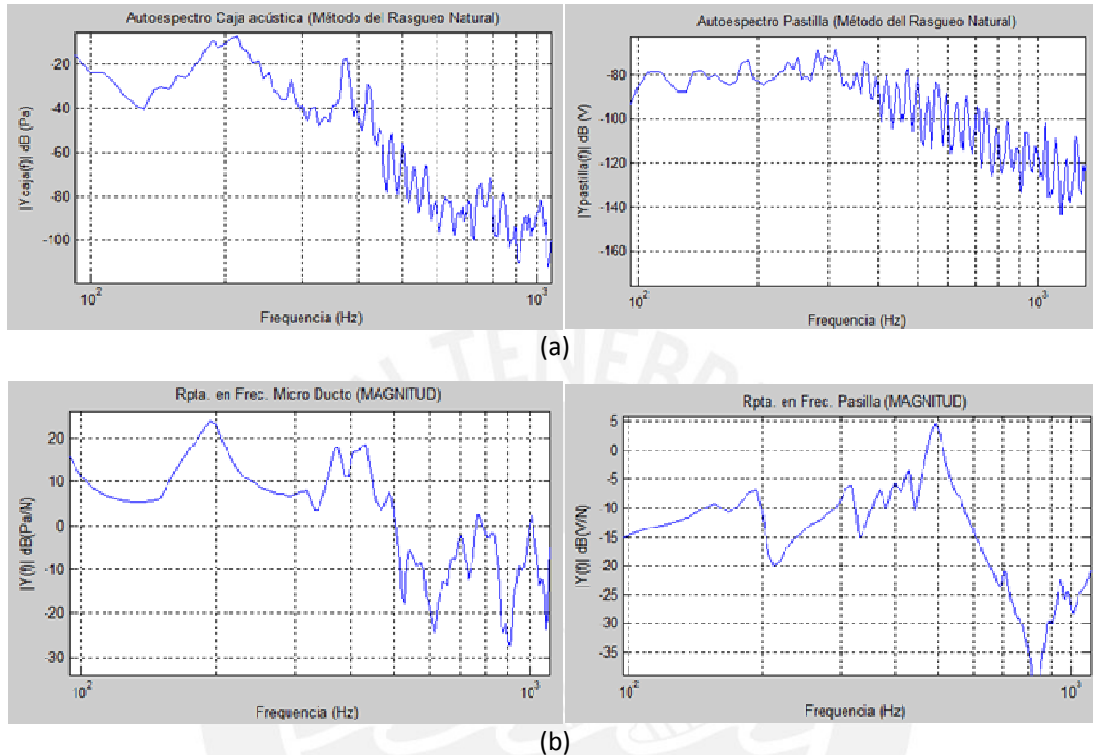 Autoespectro Caja acústica (Método del Rasgueo Natural)
|Ycaja(f)| dB (Pa)
-20
-40
-60
-80
-100
10²
10³
Frequencia (Hz)
Autoespectro Pastilla (Método del Rasgueo Natural)
|Ypastilla(f)| dB (V)
-80
-100
-120
-140
-160
10²
10³
Frequencia (Hz)
(a)
N TENEBR
Rpta. en Frec. Micro Ducto (MAGNITUD)
|Y(f)| dB(Pa/N)
20
10
0
-10
-20
-30
10²
10³
Frequencia (Hz)
Rpta. en Frec. Pasilla (MAGNITUD)
|Y(f)| dB(V/N)
5
0
-5
-10
-15
-20
-25
-30
-35
10²
10³
Frequencia (Hz)
(b)